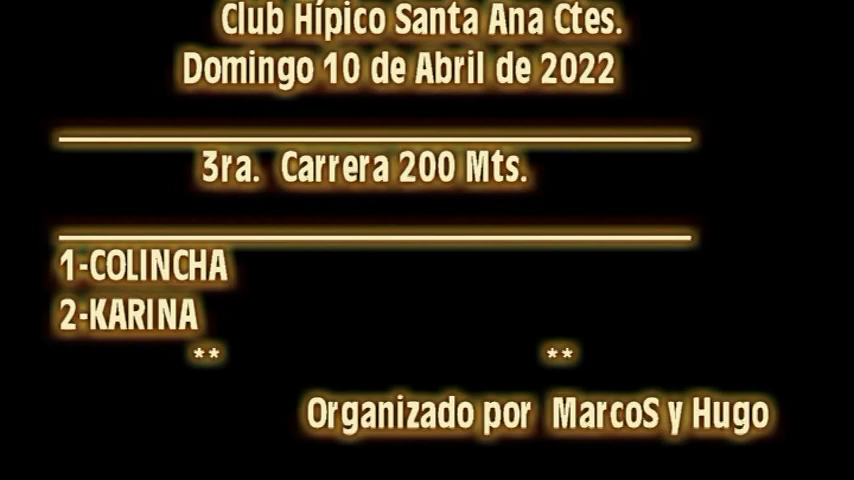 Club Hípico Santa Ana Ctes.
Domingo 10 de Abril de 2022
3ra. Carrera 200 Mts.
1-COLINCHA
2-KARINA
** **
Organizado por MarcoS y Hugo